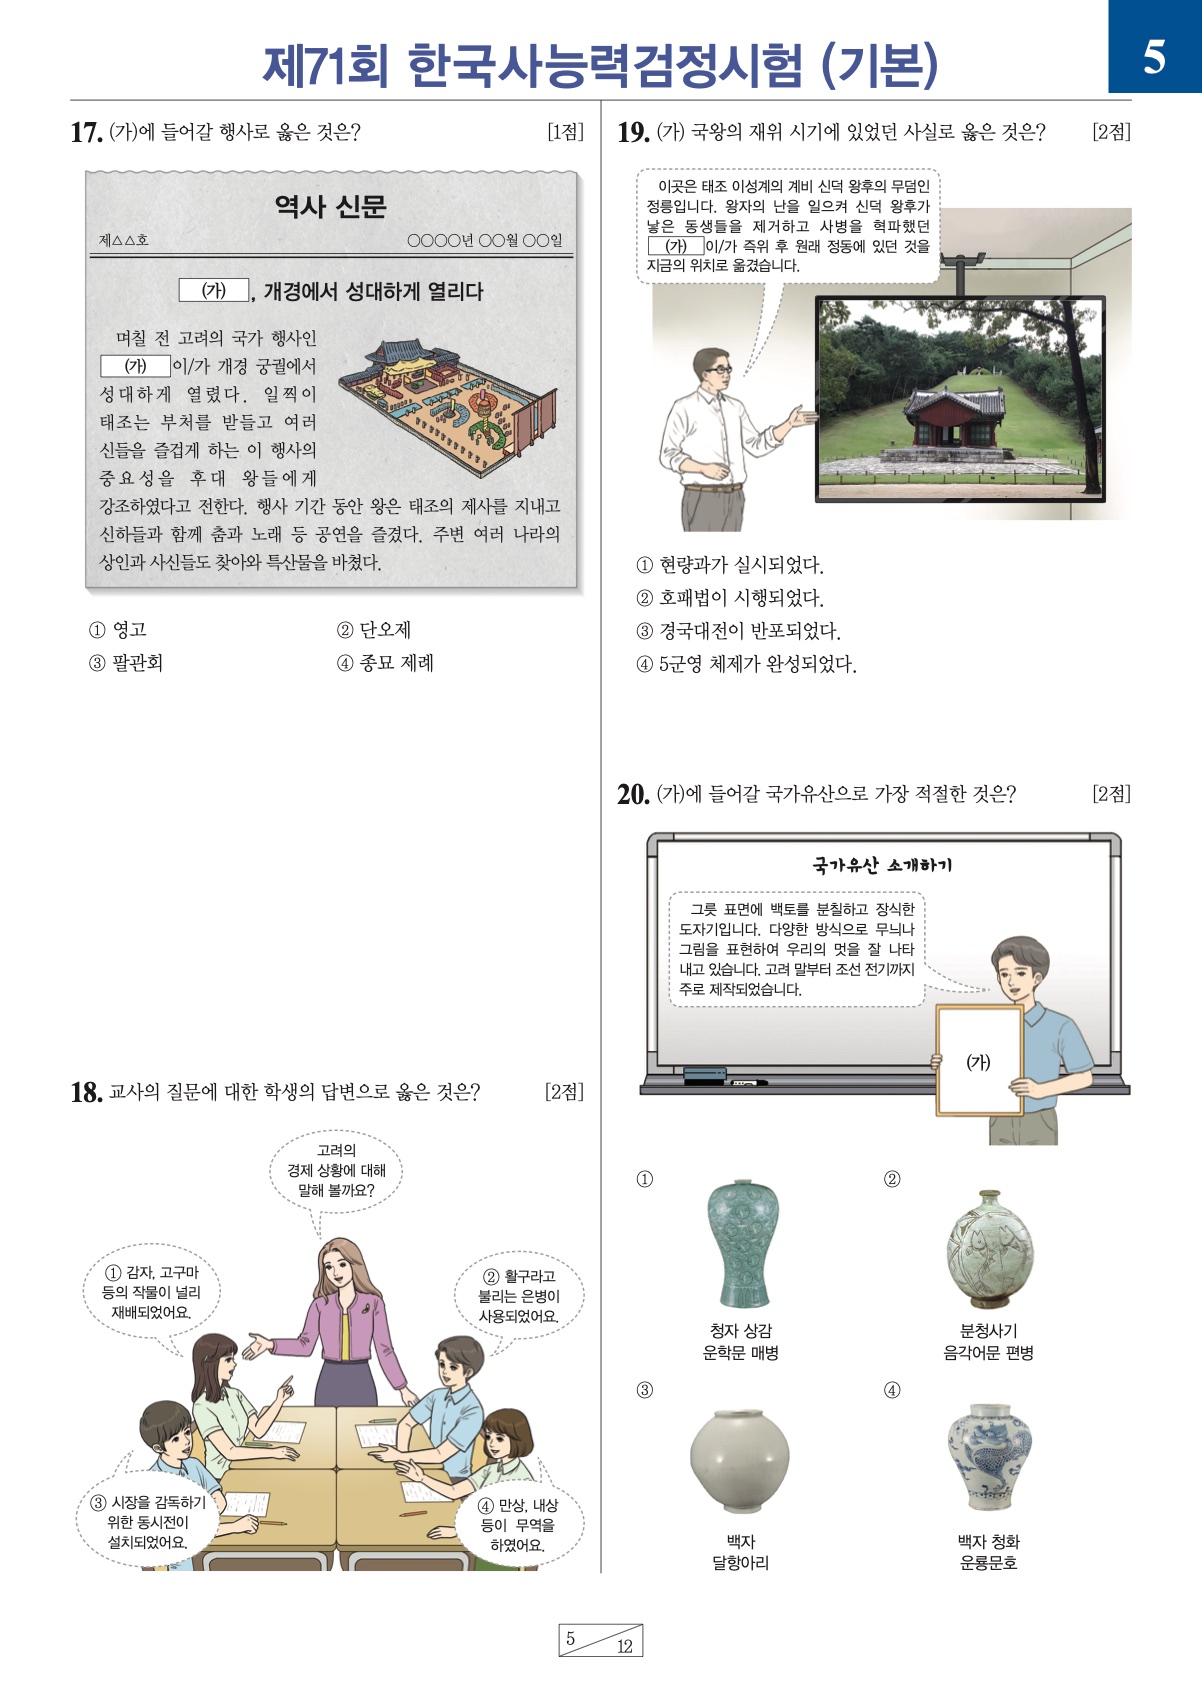 제71회 한국사능력검정시험 (기본)
5
17. (가)에 들어갈 행사로 옳은 것은? [1점]
역사 신문
제△△호 ○○○○년 ○○월 ○○일
(가), 개경에서 성대하게 열리다
며칠 전 고려의 국가 행사인
(가)이/가 개경 궁궐에서
성대하게 열렸다. 일찍이
태조는 부처를 받들고 여러
신들을 즐겁게 하는 이 행사의
중요성을 후대 왕들에게
강조하였다고 전한다. 행사 기간 동안 왕은 태조의 제사를 지내고
신하들과 함께 춤과 노래 등 공연을 즐겼다. 주변 여러 나라의
상인과 사신들도 찾아와 특산물을 바쳤다.
① 영고 ② 단오제
③ 팔관회 ④ 종묘 제례
18. 교사의 질문에 대한 학생의 답변으로 옳은 것은? [2점]
고려의
경제 상황에 대해
말해 볼까요?
① 감자, 고구마
등의 작물이 널리
재배되었어요.
② 활구라고
불리는 은병이
사용되었어요.
③ 시장을 감독하기
위한 동시전이
설치되었어요.
④ 만상, 내상
등이 무역을
하였어요.
19. (가) 국왕의 재위 시기에 있었던 사실로 옳은 것은? [2점]
이곳은 태조 이성계의 계비 신덕 왕후의 무덤인
정릉입니다. 왕자의 난을 일으켜 신덕 왕후가
낳은 동생들을 제거하고 사병을 혁파했던
(가)이/가 즉위 후 원래 정동에 있던 것을
지금의 위치로 옮겼습니다.
① 현량과가 실시되었다.
② 호패법이 시행되었다.
③ 경국대전이 반포되었다.
④ 5군영 체제가 완성되었다.
20. (가)에 들어갈 국가유산으로 가장 적절한 것은? [2점]
국가유산 소개하기
그릇 표면에 백토를 분칠하고 장식한
도자기입니다. 다양한 방식으로 무늬나
그림을 표현하여 우리의 멋을 잘 나타
내고 있습니다. 고려 말부터 조선 전기까지
주로 제작되었습니다.
(가)
① ②
청자 상감 분청사기
운학문 매병 음각어문 편병
③ ④
백자 백자 청화
달항아리 운룡문호
5 12